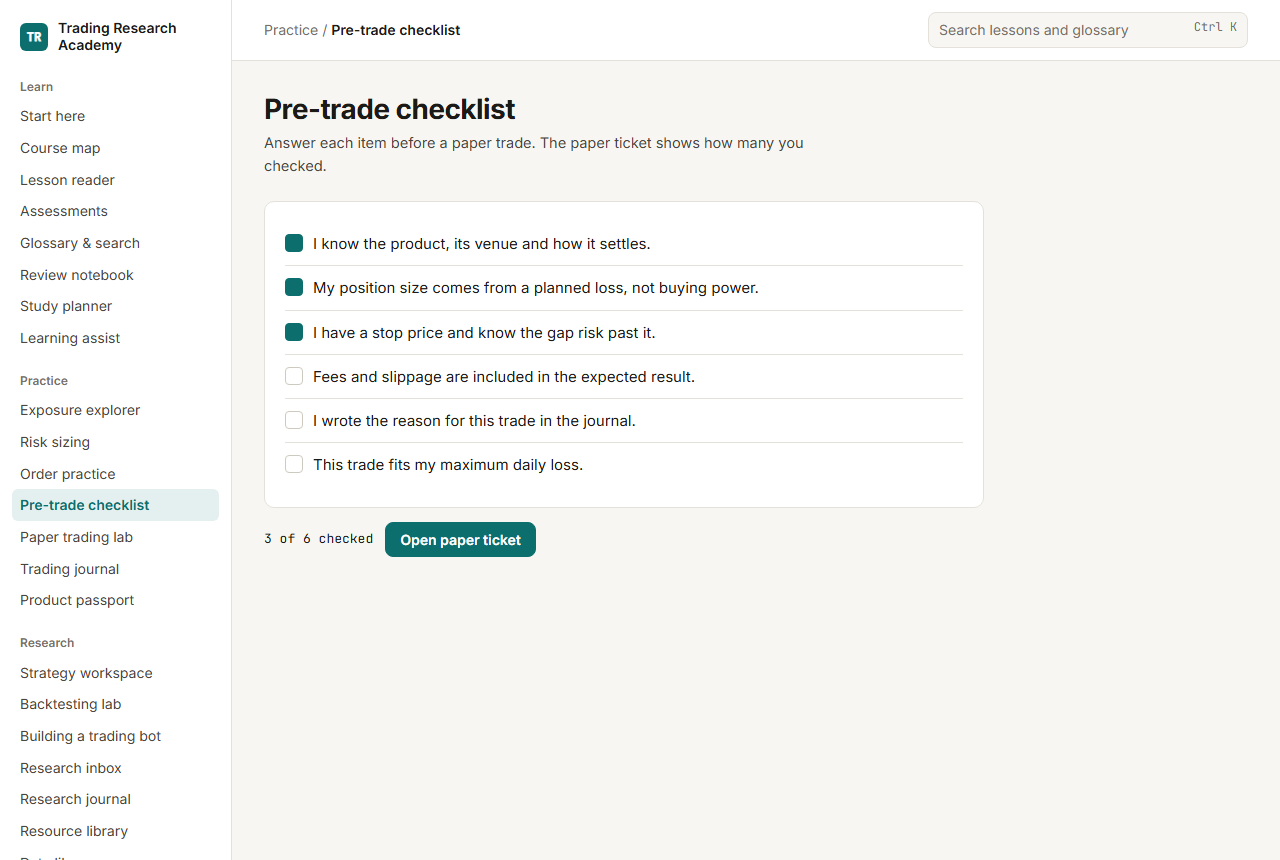 TR
Trading Research
Academy
Learn
Start here
Course map
Lesson reader
Assessments
Glossary & search
Review notebook
Study planner
Learning assist
Practice
Exposure explorer
Risk sizing
Order practice
Pre-trade checklist
Paper trading lab
Trading journal
Product passport
Research
Strategy workspace
Backtesting lab
Building a trading bot
Research inbox
Research journal
Resource library
Practice / Pre-trade checklist
Search lessons and glossary Ctrl K
Pre-trade checklist
Answer each item before a paper trade. The paper ticket shows how many you
checked.
I know the product, its venue and how it settles.
My position size comes from a planned loss, not buying power.
I have a stop price and know the gap risk past it.
Fees and slippage are included in the expected result.
I wrote the reason for this trade in the journal.
This trade fits my maximum daily loss.
3 of 6 checked
Open paper ticket